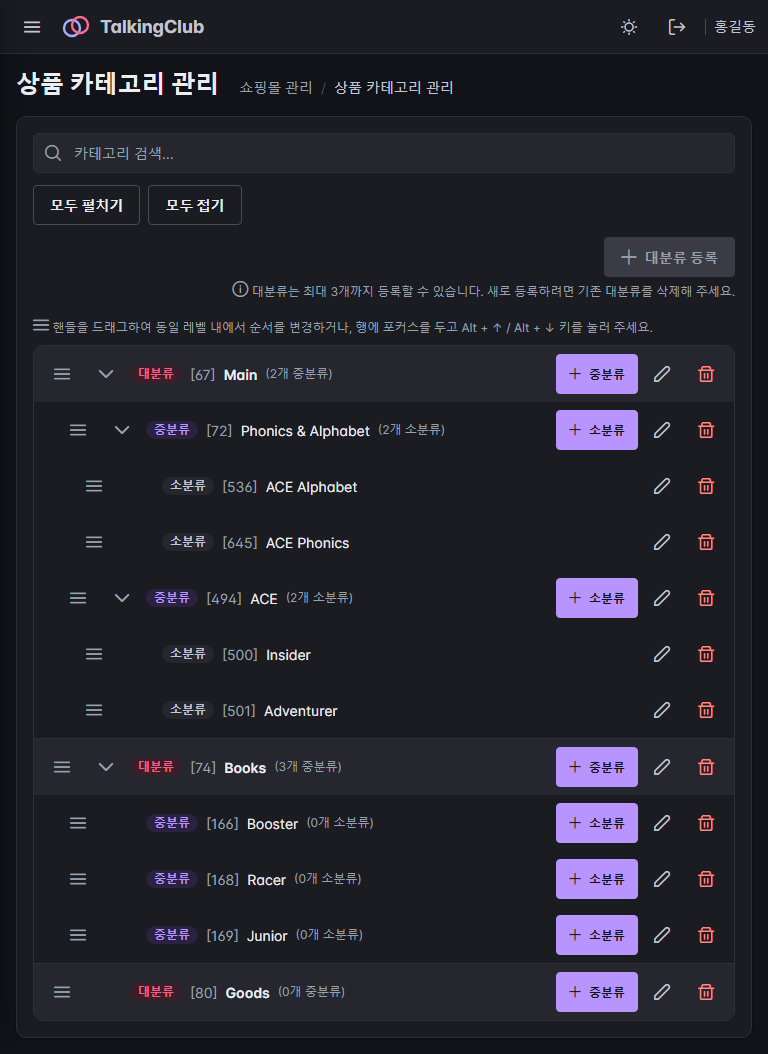 TalkingClub
홍길동
상품 카테고리 관리 쇼핑몰 관리 / 상품 카테고리 관리
카테고리 검색...
모두 펼치기 모두 접기
+ 대분류 등록
대분류는 최대 3개까지 등록할 수 있습니다. 새로 등록하려면 기존 대분류를 삭제해 주세요.
핸들을 드래그하여 동일 레벨 내에서 순서를 변경하거나, 행에 포커스를 두고 Alt + ↑ / Alt + ↓ 키를 눌러 주세요.
대분류 [67] Main (2개 중분류) + 중분류
중분류 [72] Phonics & Alphabet (2개 소분류) + 소분류
소분류 [536] ACE Alphabet
소분류 [645] ACE Phonics
중분류 [494] ACE (2개 소분류) + 소분류
소분류 [500] Insider
소분류 [501] Adventurer
대분류 [74] Books (3개 중분류) + 중분류
중분류 [166] Booster (0개 소분류) + 소분류
중분류 [168] Racer (0개 소분류) + 소분류
중분류 [169] Junior (0개 소분류) + 소분류
대분류 [80] Goods (0개 중분류) + 중분류